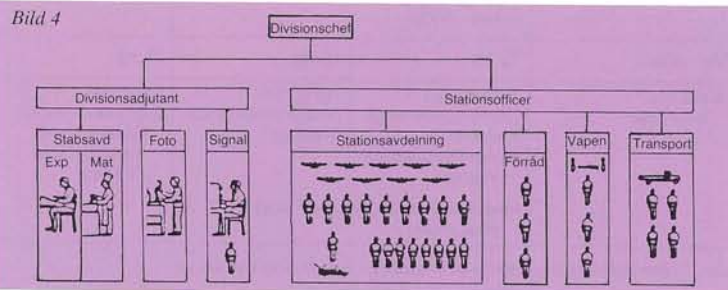 Bild 4
Divisionschef
Divisionsadjutant
Stationsofficer
Stabsavd
Foto
Signal
Stationsavdelning
Förråd
Vapen
Transport
Exp
Mat